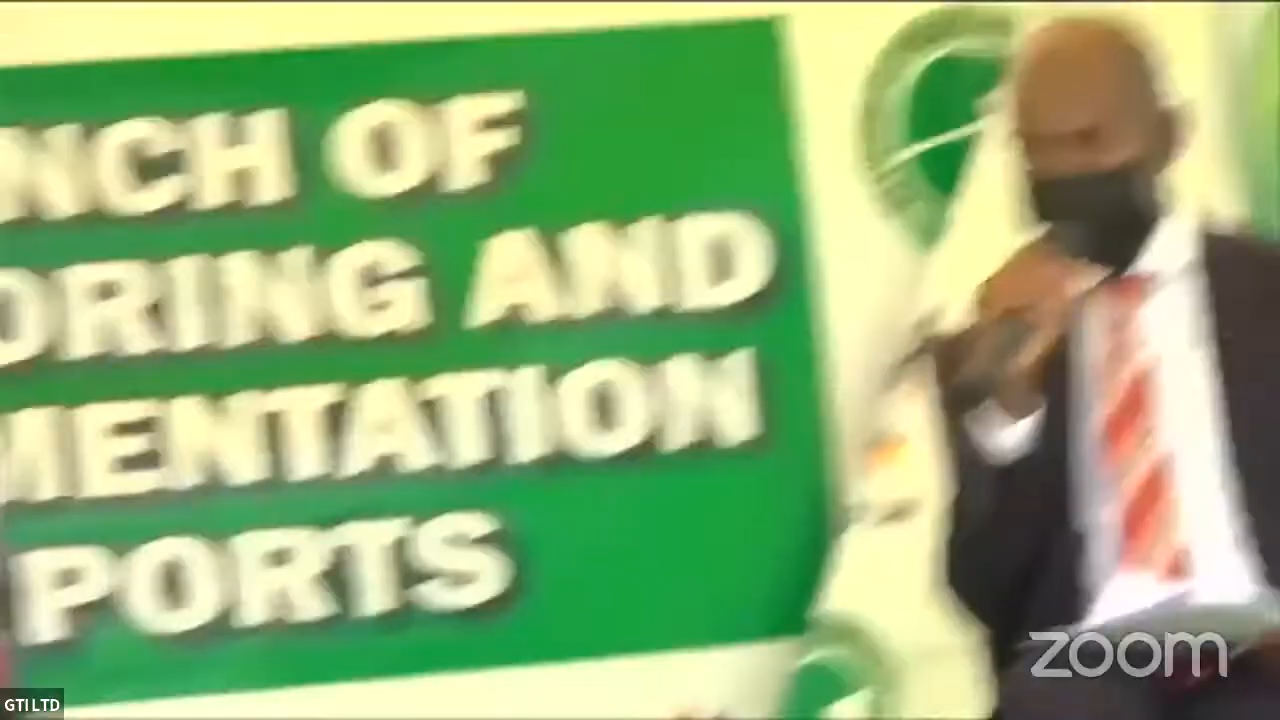 NCH OF
ORING AND
MENTATION
PORTS
zoom
GTI LTD